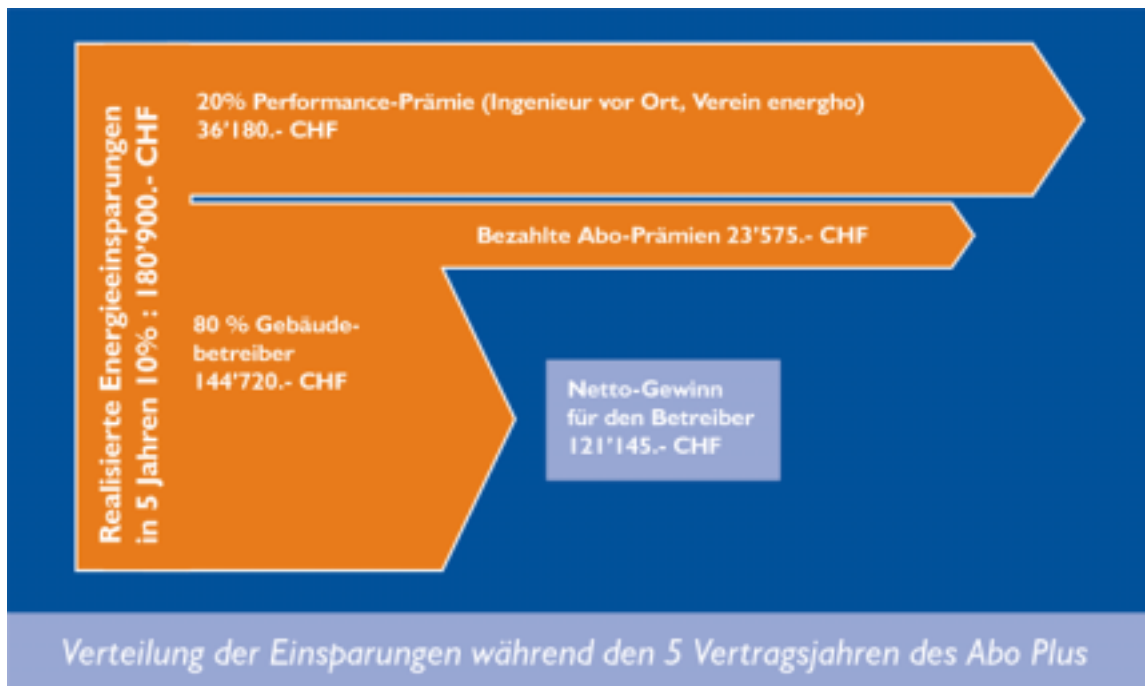 Realisierte Energieeinsparungen
in 5 Jahren 10% : 180'900.- CHF
20% Performance-Prämie (Ingenieur vor Ort, Verein energho)
36'180.- CHF
Bezahlte Abo-Prämien 23'575.- CHF
80 % Gebäude-
betreiber
144'720.- CHF
Netto-Gewinn
für den Betreiber
121'145.- CHF
Verteilung der Einsparungen während den 5 Vertragsjahren des Abo Plus